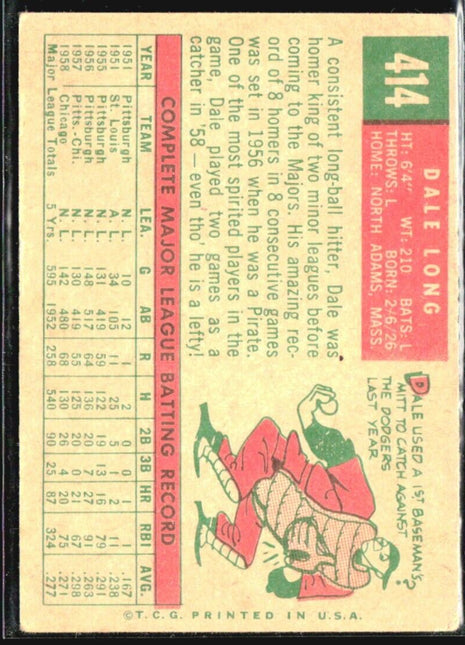 414
DALE LONG
HT: 6'4" WT: 210 BATS: L
THROWS: L BORN: 2/6/26
HOME: NORTH ADAMS, MASS.
A consistent long-ball hitter, Dale was
homer king of two minor leagues before
coming to the Majors. His amazing rec-
ord of 8 homers in 8 consecutive games
was set in 1956 when he was a Pirate.
One of the most spirited players in the
game, Dale, played two games as a
catcher in '58 — even tho' he is a lefty!
DALE USED A 1ST BASEMAN'S
MITT TO CATCH AGAINST
THE DODGERS
LAST YEAR
?
COMPLETE MAJOR LEAGUE BATTING RECORD
YEAR TEAM LEA. G AB R H 2B 3B HR RBI AVG.
1951 Pittsburgh N. L. 10 12 1 2 0 0 1 1 .167
1951 St. Louis A. L. 34 105 11 25 5 1 2 11 .238
1955 Pittsburgh N. L. 131 419 59 122 19 13 16 79 .291
1956 Pittsburgh N. L. 148 517 64 136 20 7 27 91 .263
1957 Pitts.-Chi. N. L. 130 419 55 125 20 0 21 67 .298
1958 Chicago N. L. 142 480 68 130 26 4 20 75 .271
Major League Totals 5 Yrs. 595 1952 258 540 90 25 87 324 .277
© T.C.G. PRINTED IN U.S.A.